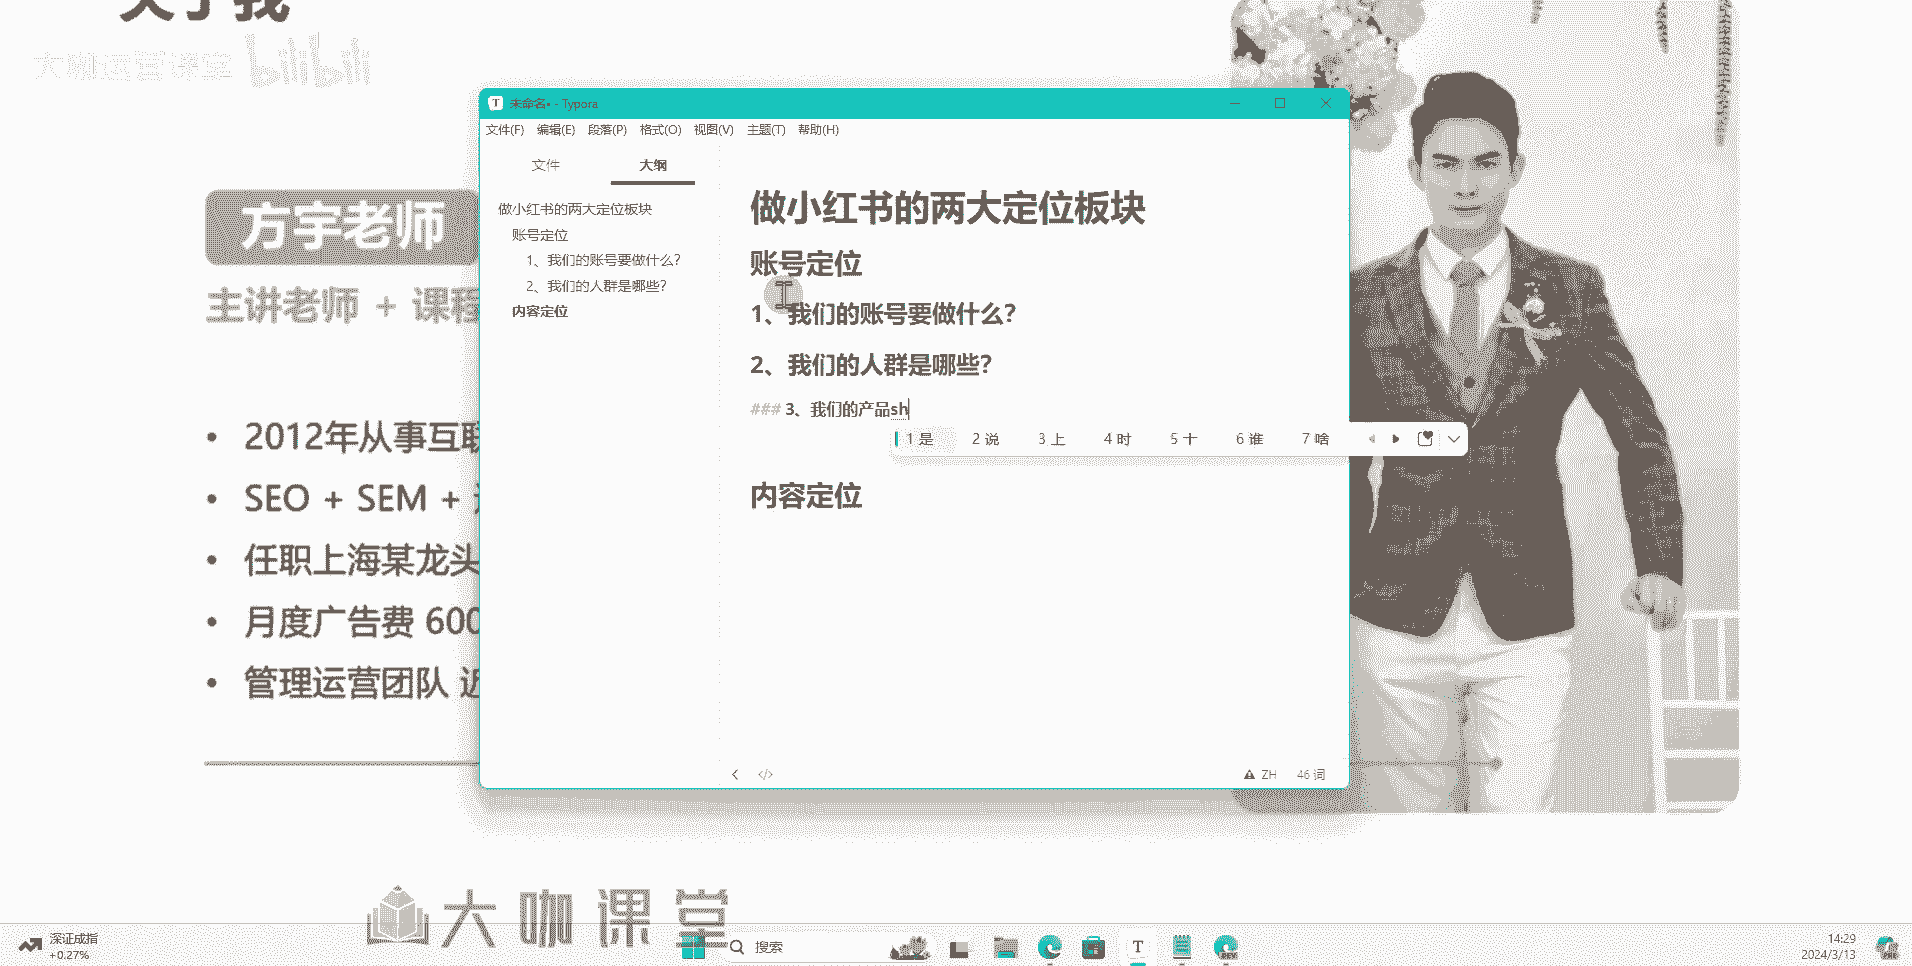 关于我
大咖运营课堂 bilibili
方宇老师
主讲老师 + 课程
• 2012年从事互联
• SEO + SEM +
• 任职上海某龙头
• 月度广告费 600
• 管理运营团队 近
未命名• - Typora
文件(F) 编辑(E) 段落(P) 格式(O) 视图(V) 主题(T) 帮助(H)
文件 大纲
做小红书的两大定位板块
账号定位
1、我们的账号要做什么?
2、我们的人群是哪些?
内容定位
做小红书的两大定位板块
账号定位
1、我们的账号要做什么?
2、我们的人群是哪些?
### 3、我们的产品sh
1 是 2 说 3 上 4 时 5 十 6 谁 7 啥
内容定位
ZH 46 词
大咖课堂
深证成指
+0.27%
搜索
14:29
2024/3/13